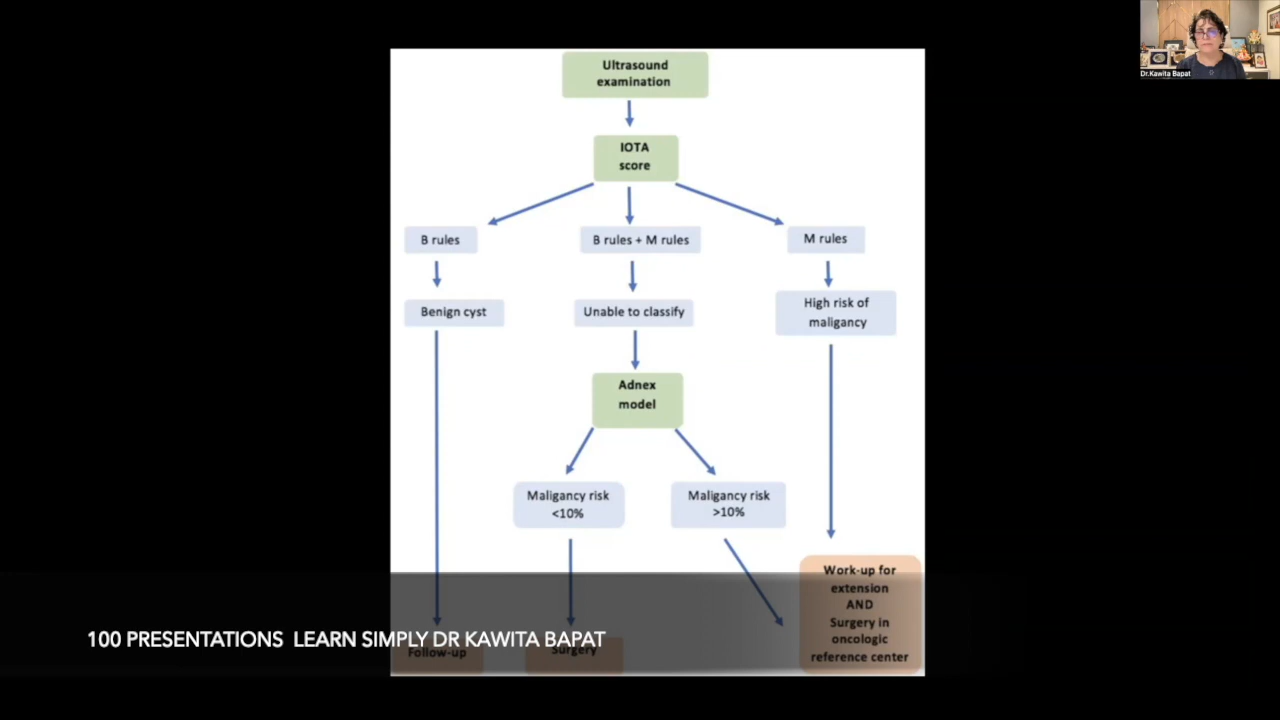 Dr.Kawita Bapat
Ultrasound
examination
IOTA
score
B rules
B rules + M rules
M rules
Benign cyst
Unable to classify
High risk of
maligancy
Adnex
model
Maligancy risk
<10%
Maligancy risk
>10%
Work-up for
extension
AND
Surgery in
oncologic
reference center
Follow-up
Surgery
100 PRESENTATIONS LEARN SIMPLY DR KAWITA BAPAT